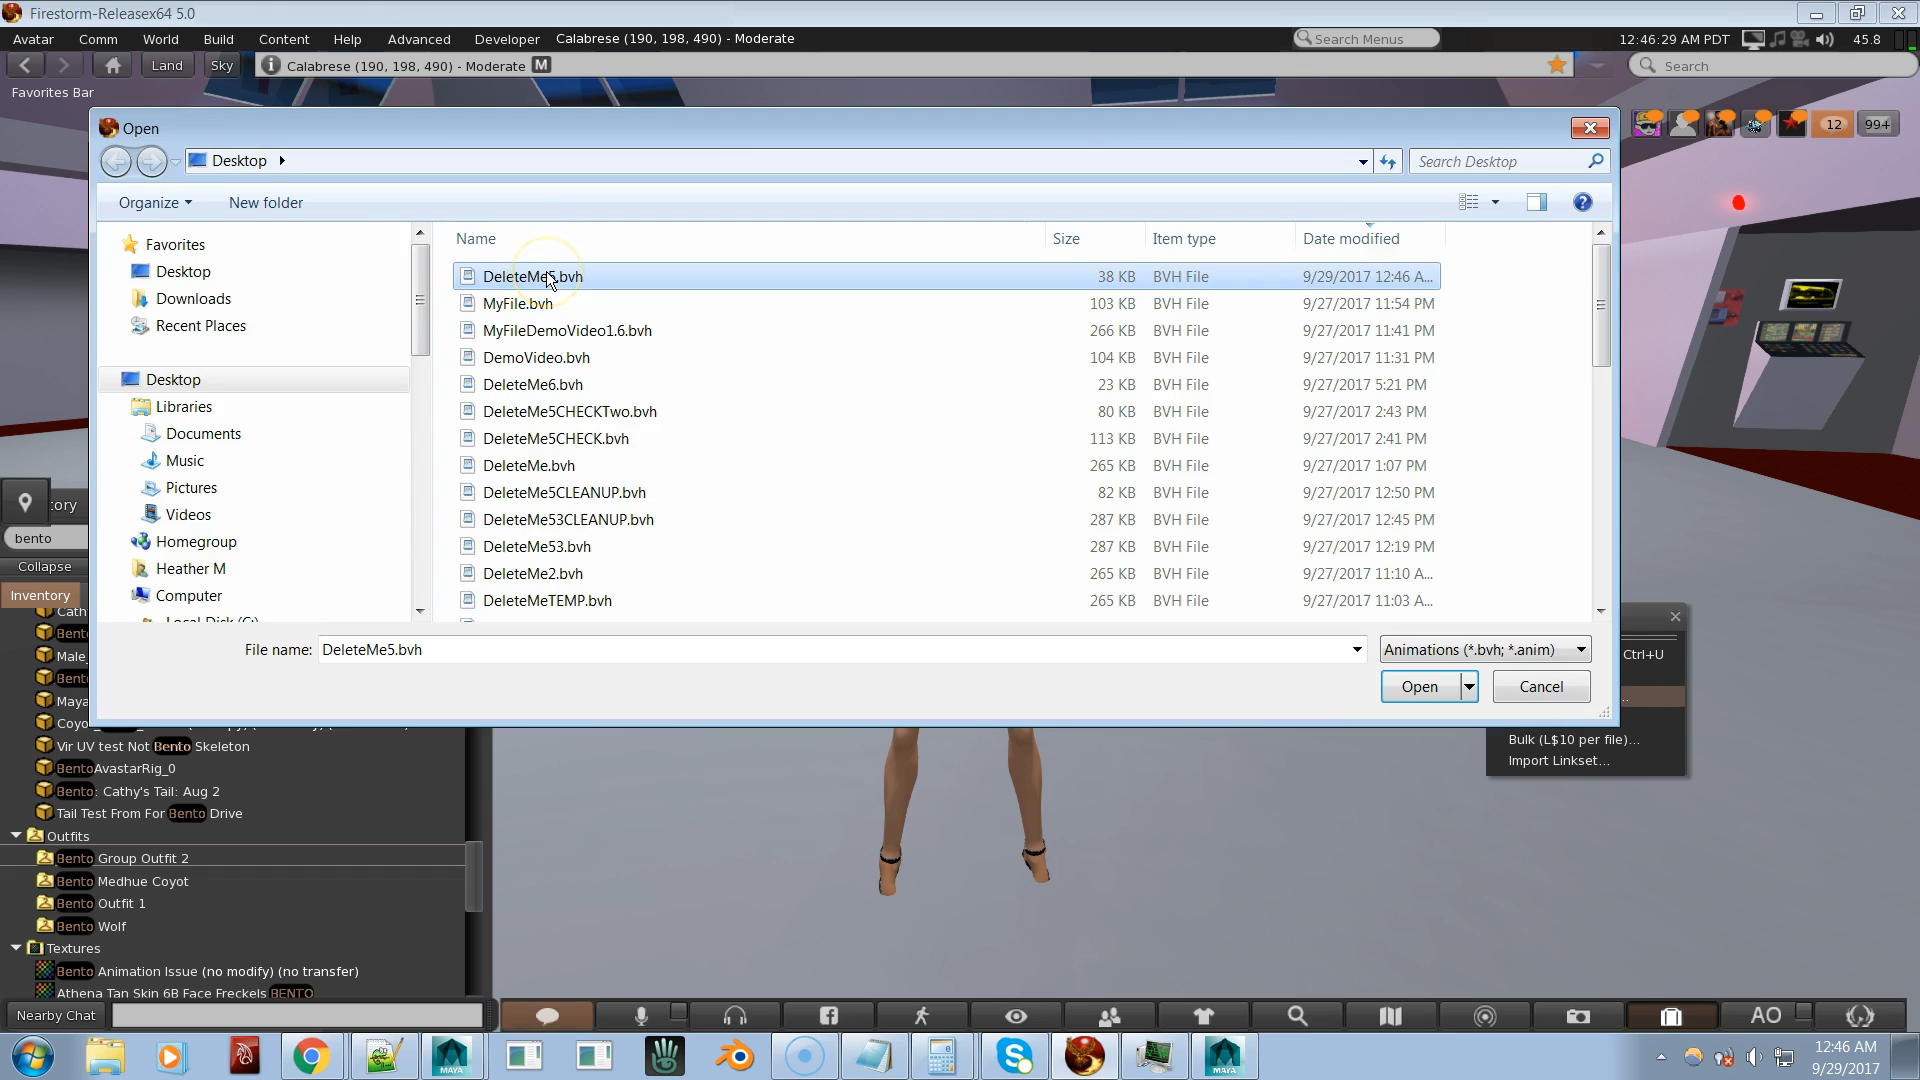 Firestorm-Releasex64 5.0
Avatar Comm World Build Content Help Advanced Developer Calabrese (190, 198, 490) - Moderate Search Menus 12:46:29 AM PDT 45.8
Land Sky Calabrese (190, 198, 490) - Moderate M Search
Favorites Bar
Open
12 99+
Desktop Search Desktop
Organize New folder
Name Size Item type Date modified
Favorites
Desktop
Downloads
Recent Places
Desktop
Libraries
Documents
Music
Pictures
Videos
Homegroup
Heather M
Computer
Local Disk (C:)
DeleteMe5.bvh 38 KB BVH File 9/29/2017 12:46 A...
MyFile.bvh 103 KB BVH File 9/27/2017 11:54 PM
MyFileDemoVideo1.6.bvh 266 KB BVH File 9/27/2017 11:41 PM
DemoVideo.bvh 104 KB BVH File 9/27/2017 11:31 PM
DeleteMe6.bvh 23 KB BVH File 9/27/2017 5:21 PM
DeleteMe5CHECKTwo.bvh 80 KB BVH File 9/27/2017 2:43 PM
DeleteMe5CHECK.bvh 113 KB BVH File 9/27/2017 2:41 PM
DeleteMe.bvh 265 KB BVH File 9/27/2017 1:07 PM
DeleteMe5CLEANUP.bvh 82 KB BVH File 9/27/2017 12:50 PM
DeleteMe53CLEANUP.bvh 287 KB BVH File 9/27/2017 12:45 PM
DeleteMe53.bvh 287 KB BVH File 9/27/2017 12:19 PM
DeleteMe2.bvh 265 KB BVH File 9/27/2017 11:10 A...
DeleteMeTEMP.bvh 265 KB BVH File 9/27/2017 11:03 A...
File name: DeleteMe5.bvh Animations (*.bvh; *.anim)
Open Cancel
Ctrl+U
Bulk (L$10 per file)...
Import Linkset...
tory
bento
Collapse
Inventory
Cath
Bento
Male_
Bento
Maya
Coyo
Vir UV test Not Bento Skeleton
BentoAvastarRig_0
Bento: Cathy's Tail: Aug 2
Tail Test From For Bento Drive
Outfits
Bento Group Outfit 2
Bento Medhue Coyot
Bento Outfit 1
Bento Wolf
Textures
Bento Animation Issue (no modify) (no transfer)
Athena Tan Skin 6B Face Freckels BENTO
Nearby Chat AO
MAYA MAYA
12:46 AM
9/29/2017